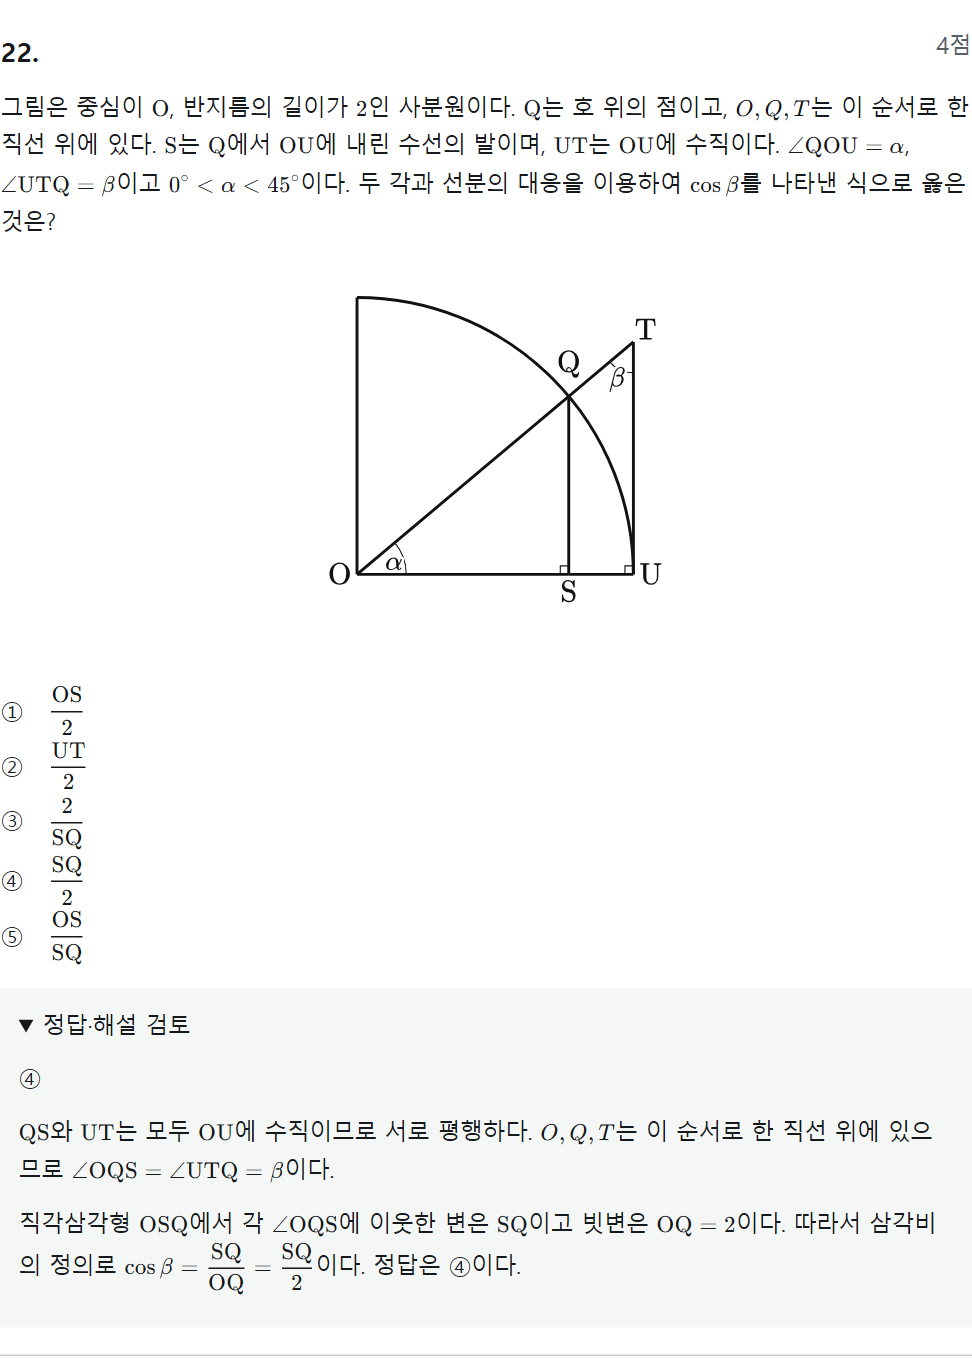 22.
4점
그림은 중심이 O, 반지름의 길이가 2인 사분원이다. Q는 호 위의 점이고, O, Q, T는 이 순서로 한
직선 위에 있다. S는 Q에서 OU에 내린 수선의 발이며, UT는 OU에 수직이다. ∠QOU = α,
∠UTQ = β이고 0° < α < 45°이다. 두 각과 선분의 대응을 이용하여 cos β를 나타낸 식으로 옳은
것은?
T
Q
β
O
α
S
U
① OS/2
② UT/2
③ 2/SQ
④ SQ/2
⑤ OS/SQ
▼ 정답·해설 검토
④
QS와 UT는 모두 OU에 수직이므로 서로 평행하다. O, Q, T는 이 순서로 한 직선 위에 있으
므로 ∠OQS = ∠UTQ = β이다.
직각삼각형 OSQ에서 각 ∠OQS에 이웃한 변은 SQ이고 빗변은 OQ = 2이다. 따라서 삼각비
의 정의로 cos β = SQ/OQ = SQ/2이다. 정답은 ④이다.